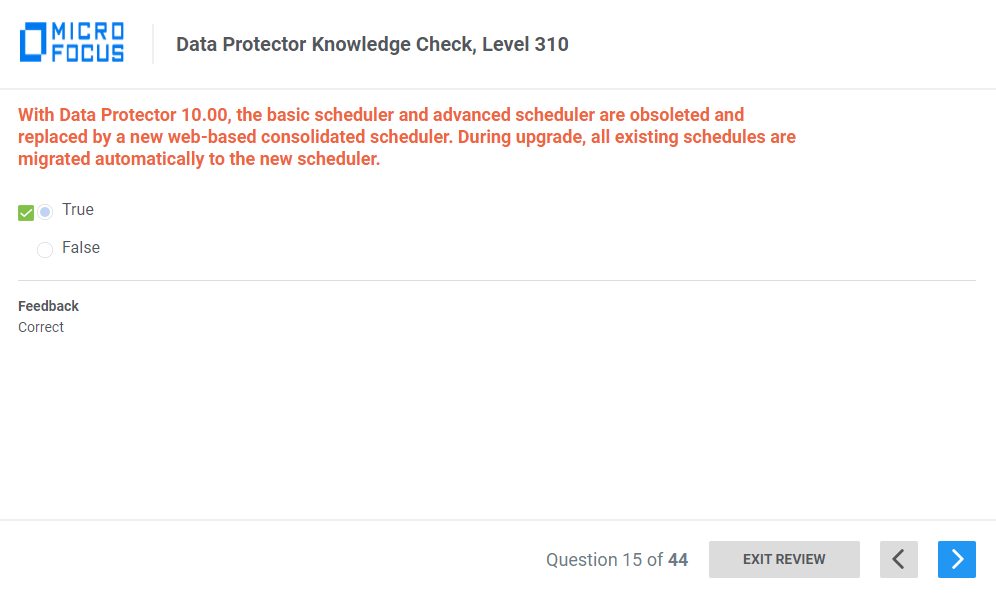 MICRO
FOCUS
Data Protector Knowledge Check, Level 310
With Data Protector 10.00, the basic scheduler and advanced scheduler are obsoleted and
replaced by a new web-based consolidated scheduler. During upgrade, all existing schedules are
migrated automatically to the new scheduler.
True
False
Feedback
Correct
Question 15 of 44
EXIT REVIEW